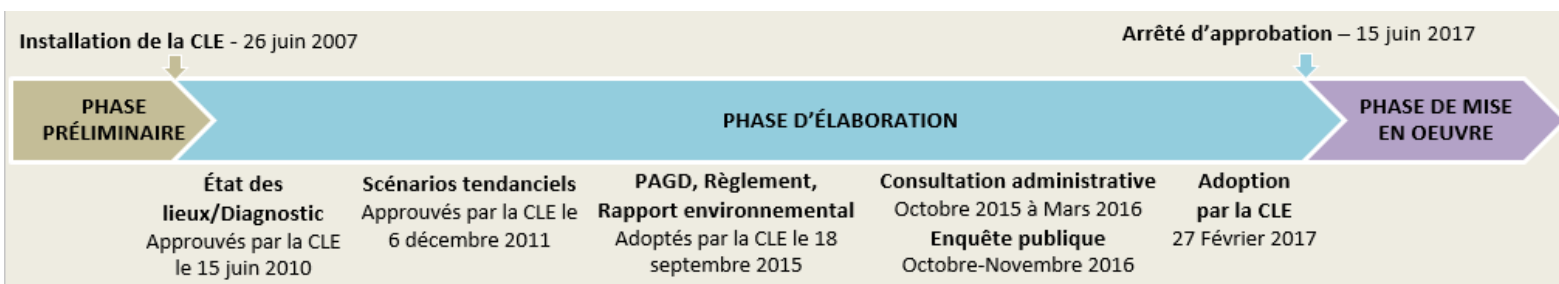 Installation de la CLE - 26 juin 2007
Arrêté d'approbation – 15 juin 2017
PHASE
PRÉLIMINAIRE
PHASE D'ÉLABORATION
PHASE DE MISE
EN OEUVRE
État des
lieux/Diagnostic
Approuvés par la CLE
le 15 juin 2010
Scénarios tendanciels
Approuvés par la CLE le
6 décembre 2011
PAGD, Règlement,
Rapport environnemental
Adoptés par la CLE le 18
septembre 2015
Consultation administrative
Octobre 2015 à Mars 2016
Enquête publique
Octobre-Novembre 2016
Adoption
par la CLE
27 Février 2017